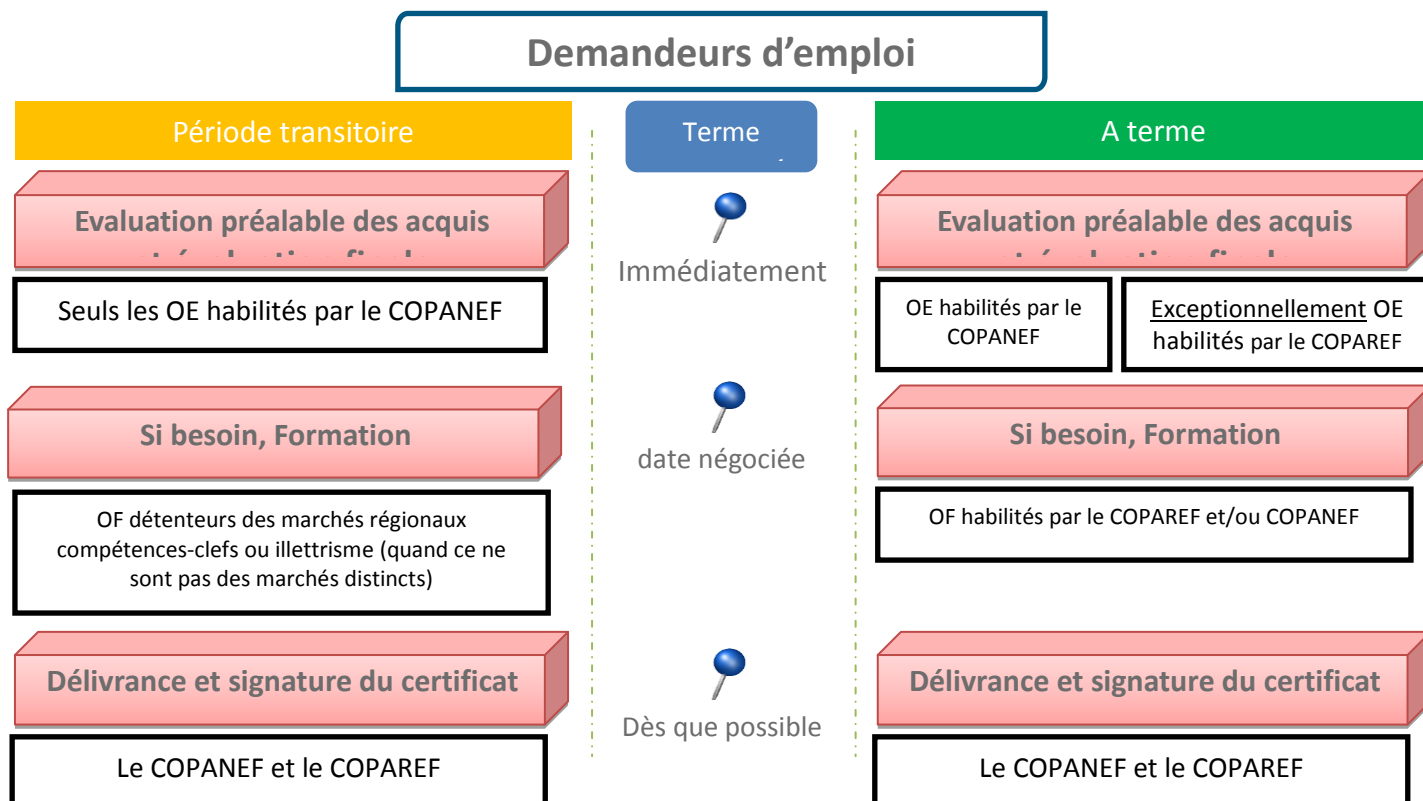 Demandeurs d'emploi
Période transitoire
Terme
A terme
Evaluation préalable des acquis
Seuls les OE habilités par le COPANEF
Immédiatement
Evaluation préalable des acquis
OE habilités par le
COPANEF
Exceptionnellement OE
habilités par le COPAREF
Si besoin, Formation
OF détenteurs des marchés régionaux
compétences-clefs ou illettrisme (quand ce ne
sont pas des marchés distincts)
date négociée
Si besoin, Formation
OF habilités par le COPAREF et/ou COPANEF
Délivrance et signature du certificat
Le COPANEF et le COPAREF
Dès que possible
Délivrance et signature du certificat
Le COPANEF et le COPAREF